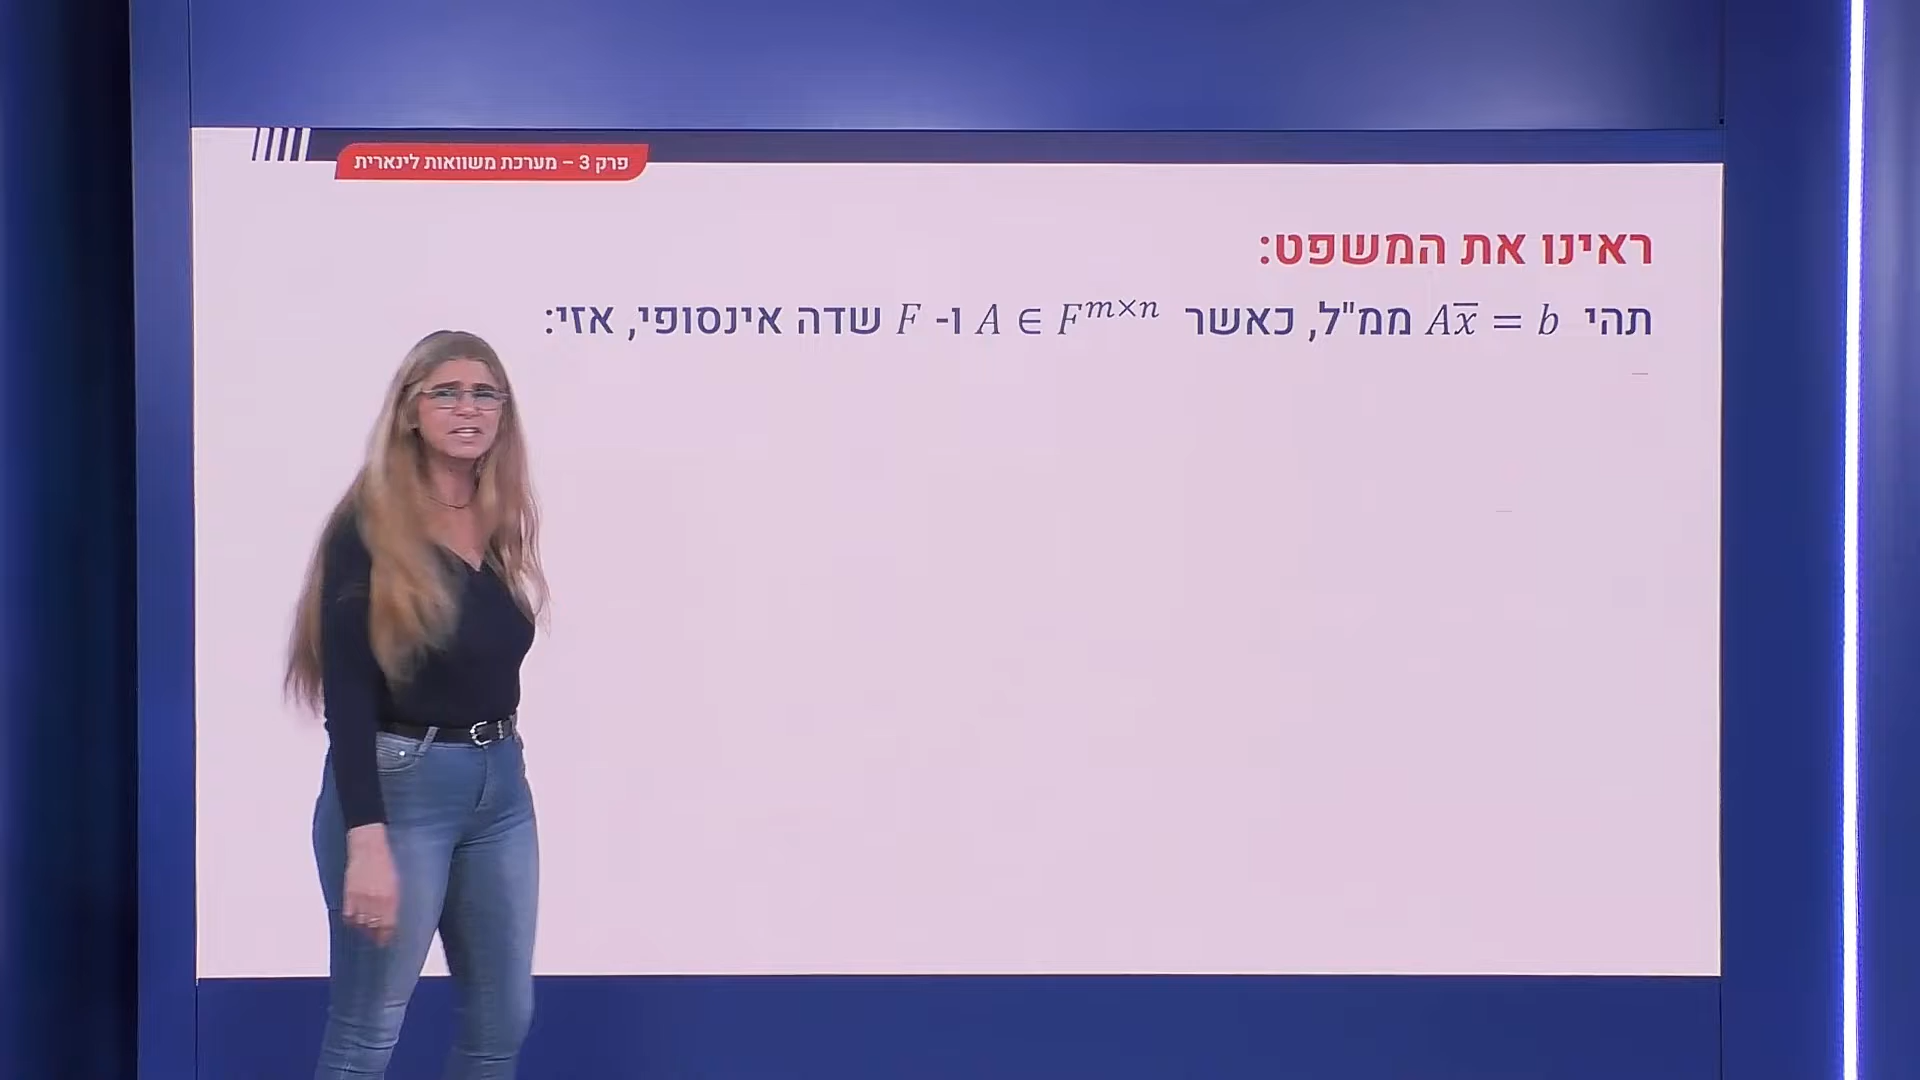 פרק 3 – מערכת משוואות לינארית
ראינו את המשפט:
תהי $A\overline{x} = b$ ממ"ל, כאשר $A \in F^{m \times n}$ ו- $F$ שדה אינסופי, אזי: